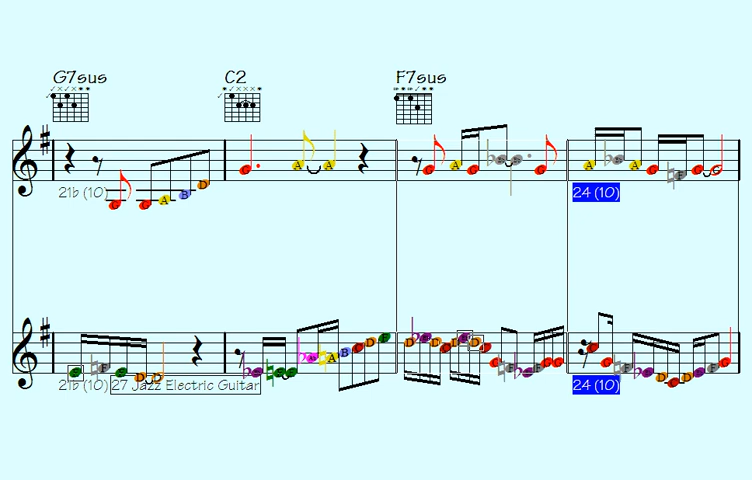 G7sus C2 F7sus
21b (10) 24 (10)
21b (10) 27 Jazz Electric Guitar 24 (10)